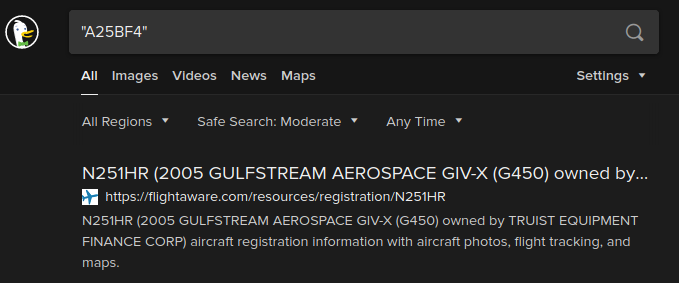 "A25BF4"
All Images Videos News Maps Settings
All Regions Safe Search: Moderate Any Time
N251HR (2005 GULFSTREAM AEROSPACE GIV-X (G450) owned by...
https://flightaware.com/resources/registration/N251HR
N251HR (2005 GULFSTREAM AEROSPACE GIV-X (G450) owned by TRUIST EQUIPMENT
FINANCE CORP) aircraft registration information with aircraft photos, flight tracking, and
maps.